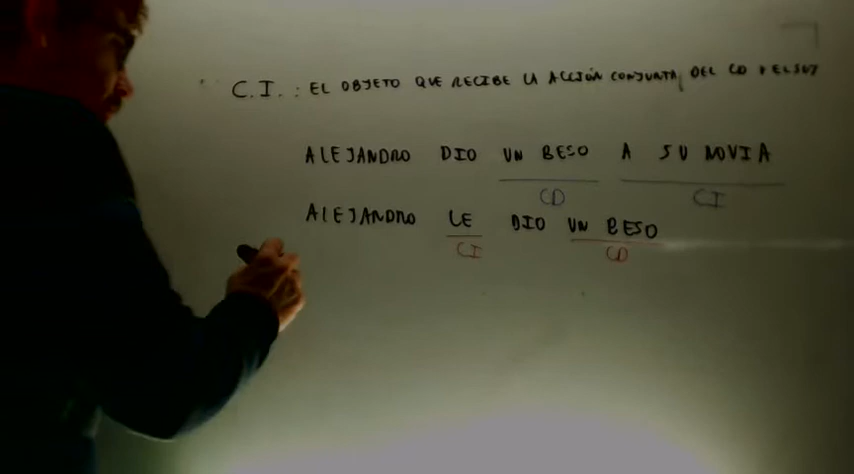 C.I. : EL OBJETO QUE RECIBE LA ACCIÓN CONJUNTA DEL CD Y EL
ALEJANDRO DIO UN BESO A SU NOVIA
CD CI
ALEJANDRO LE DIO UN BESO
CI CD